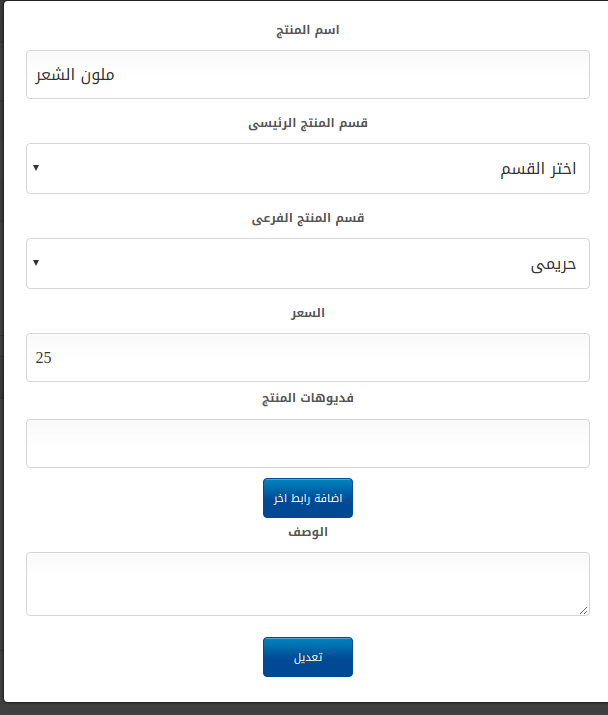 اسم المنتج
ملون الشعر
قسم المنتج الرئيسى
اختر القسم
قسم المنتج الفرعى
حريمى
السعر
25
فديوهات المنتج
اضافة رابط اخر
الوصف
تعديل